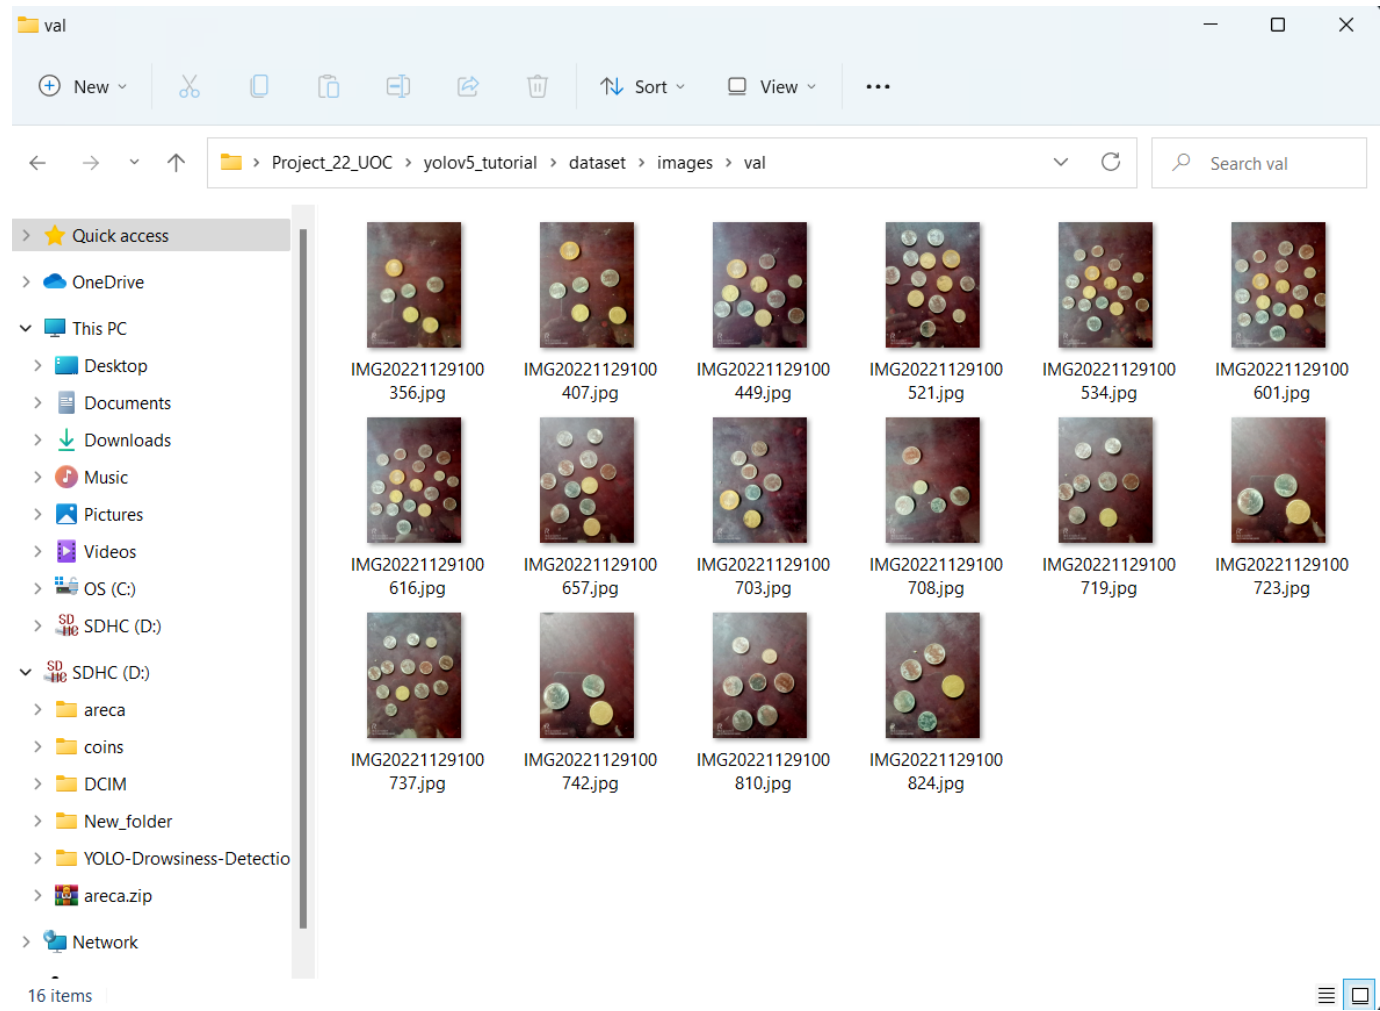 val
New
Sort
View
Project_22_UOC > yolov5_tutorial > dataset > images > val
Search val
Quick access
OneDrive
This PC
Desktop
Documents
Downloads
Music
Pictures
Videos
OS (C:)
SDHC (D:)
SDHC (D:)
areca
coins
DCIM
New_folder
YOLO-Drowsiness-Detectio
areca.zip
Network
IMG20221129100
356.jpg
IMG20221129100
407.jpg
IMG20221129100
449.jpg
IMG20221129100
521.jpg
IMG20221129100
534.jpg
IMG20221129100
601.jpg
IMG20221129100
616.jpg
IMG20221129100
657.jpg
IMG20221129100
703.jpg
IMG20221129100
708.jpg
IMG20221129100
719.jpg
IMG20221129100
723.jpg
IMG20221129100
737.jpg
IMG20221129100
742.jpg
IMG20221129100
810.jpg
IMG20221129100
824.jpg
16 items